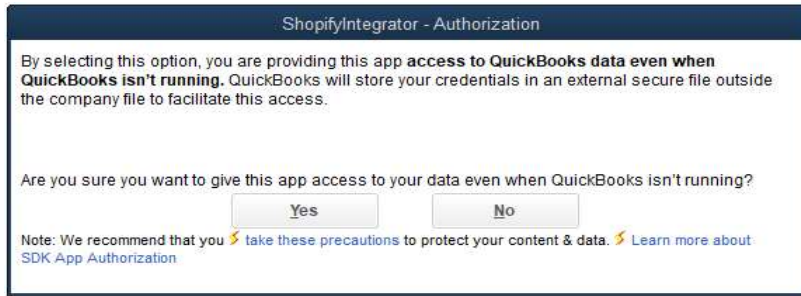 ShopifyIntegrator - Authorization
By selecting this option, you are providing this app access to QuickBooks data even when
QuickBooks isn't running. QuickBooks will store your credentials in an external secure file outside
the company file to facilitate this access.
Are you sure you want to give this app access to your data even when QuickBooks isn't running?
Yes No
Note: We recommend that you take these precautions to protect your content & data. Learn more about
SDK App Authorization